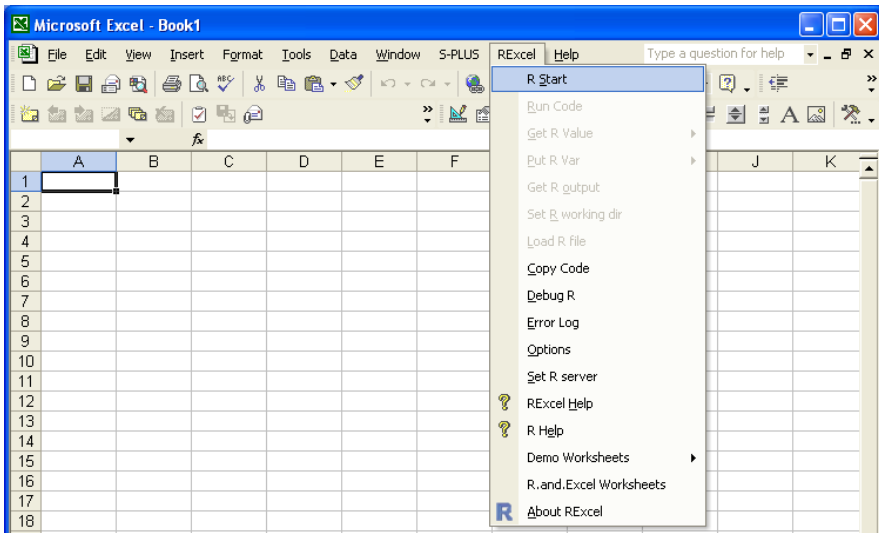 Microsoft Excel - Book1
File Edit View Insert Format Tools Data Window S-PLUS RExcel Help Type a question for help
R Start
Run Code
Get R Value
Put R Var
Get R output
Set R working dir
Load R file
Copy Code
Debug R
Error Log
Options
Set R server
RExcel Help
R Help
Demo Worksheets
R.and.Excel Worksheets
R About RExcel
ABC
fx
A B C D E F J K
1
2
3
4
5
6
7
8
9
10
11
12
13
14
15
16
17
18